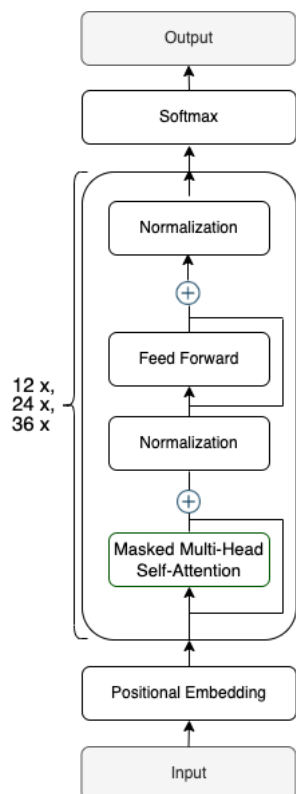 Output
Softmax
Normalization
Feed Forward
12 x,
24 x,
36 x
Normalization
Masked Multi-Head
Self-Attention
Positional Embedding
Input